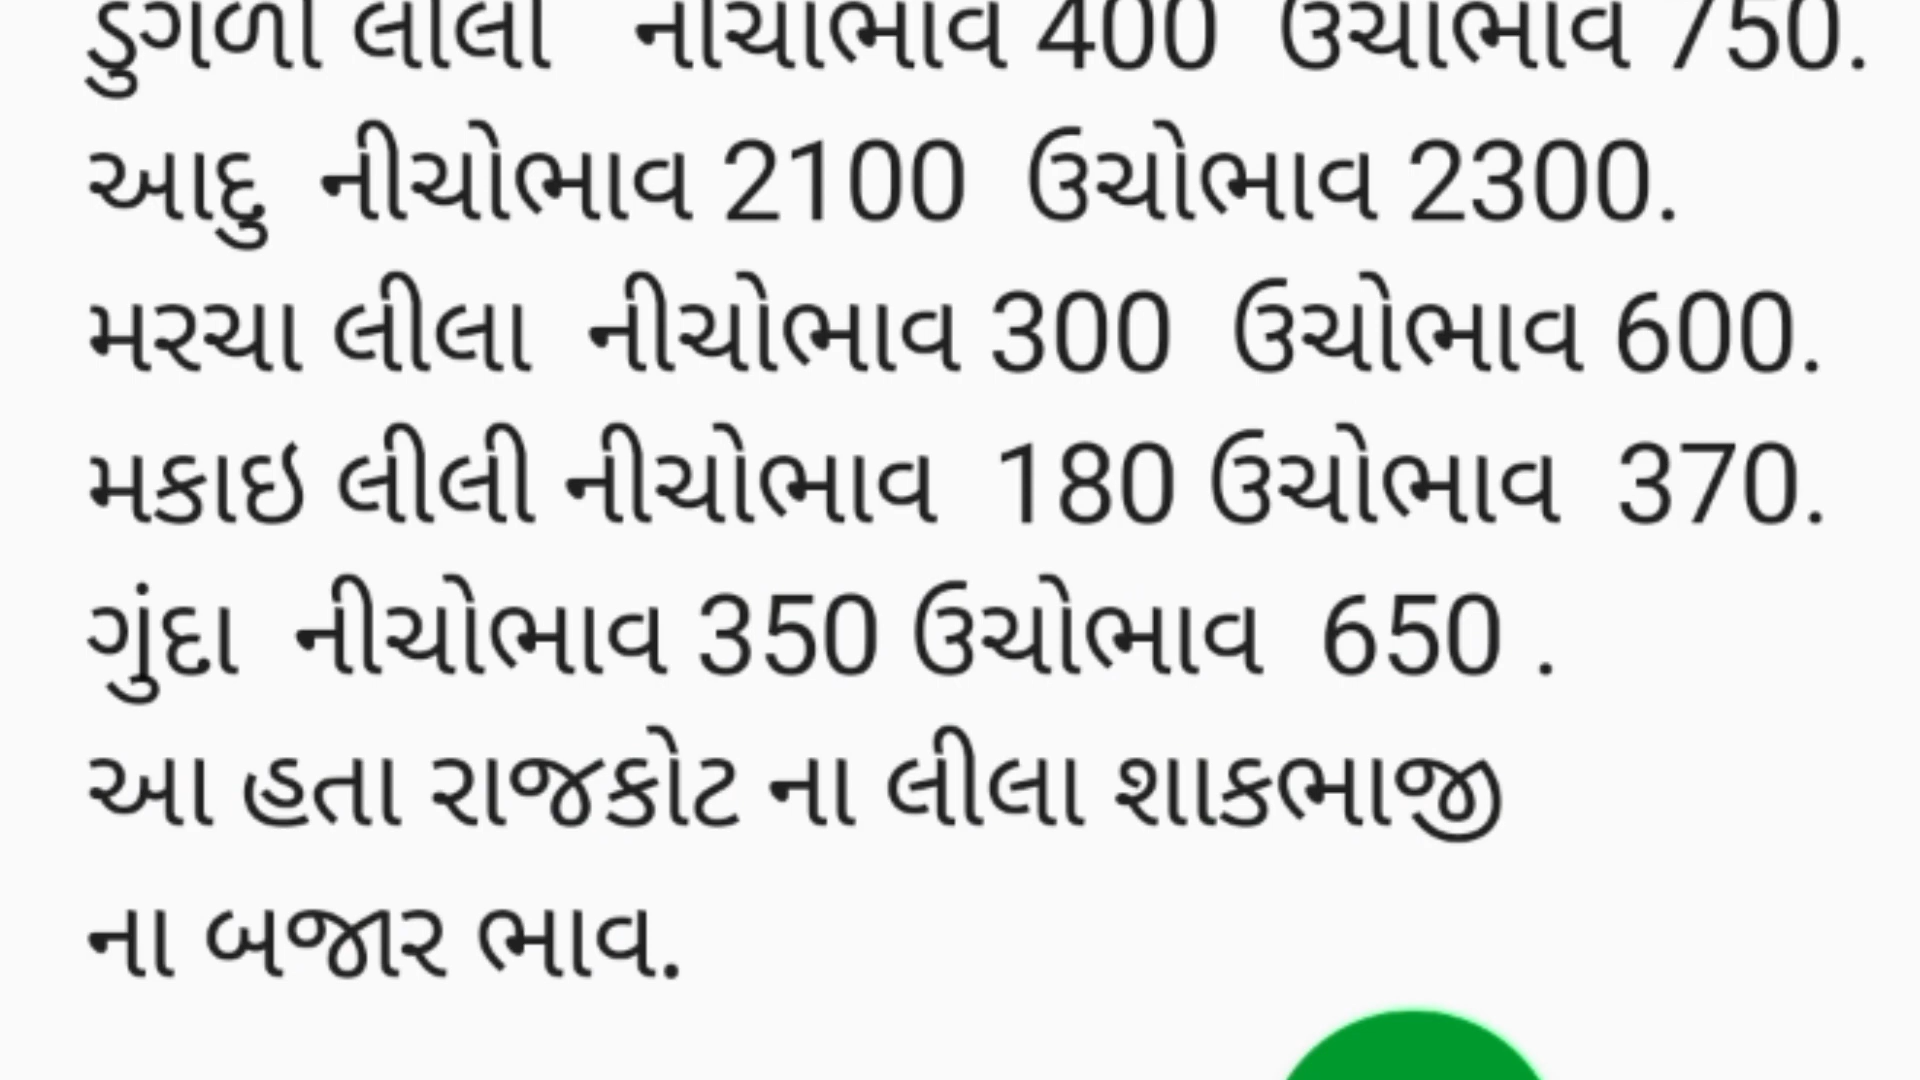 ડુગળી લીલી નીચોભાવ 400 ઉચોભાવ 750.
આદુ નીચોભાવ 2100 ઉચોભાવ 2300.
મરચા લીલા નીચોભાવ 300 ઉચોભાવ 600.
મકાઇ લીલી નીચોભાવ 180 ઉચોભાવ 370.
ગુંદા નીચોભાવ 350 ઉચોભાવ 650 .
આ હતા રાજકોટ ના લીલા શાકભાજી
ના બજાર ભાવ.